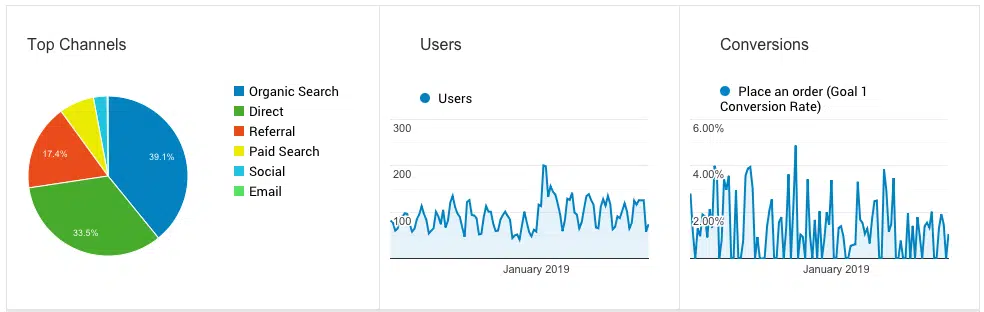 Top Channels
Organic Search
Direct
Referral
Paid Search
Social
Email
39.1%
33.5%
17.4%
Users
Users
300
200
100
January 2019
Conversions
Place an order (Goal 1
Conversion Rate)
6.00%
4.00%
2.00%
January 2019